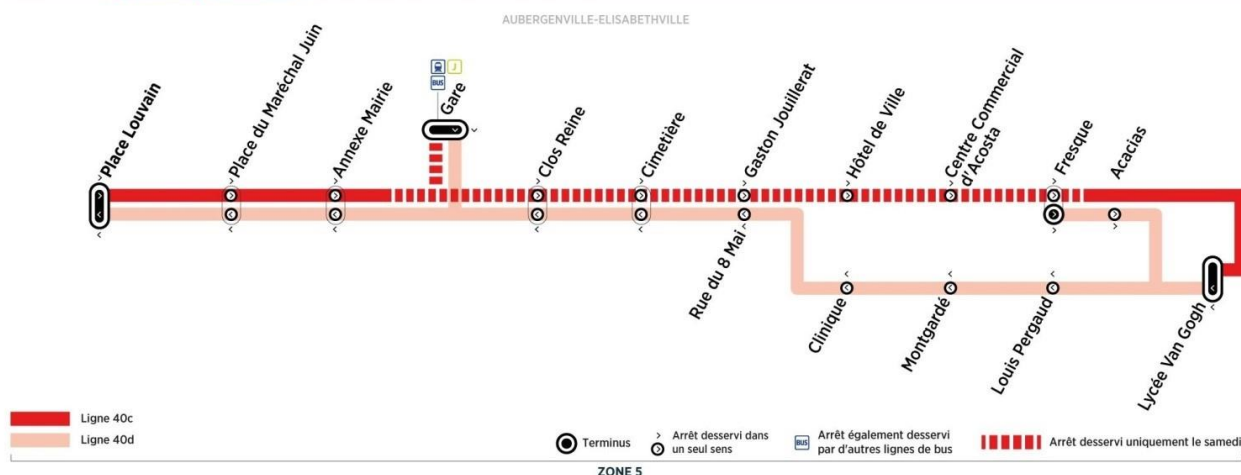 AUBERGENVILLE-ELISABETHVILLE
Place Louvain
Place du Maréchal Juin
Annexe Mairie
J
BUS
Gare
Clos Reine
Cimetière
Gaston Jouillerat
Hôtel de Ville
Centre Commercial
d'Acosta
Fresque
Acacias
Rue du 8 Mai
Clinique
Montgardé
Louis Pergaud
Lycée Van Gogh
Ligne 40c
Ligne 40d
Terminus
Arrêt desservi dans
un seul sens
BUS
Arrêt également desservi
par d'autres lignes de bus
Arrêt desservi uniquement le samedi
ZONE 5